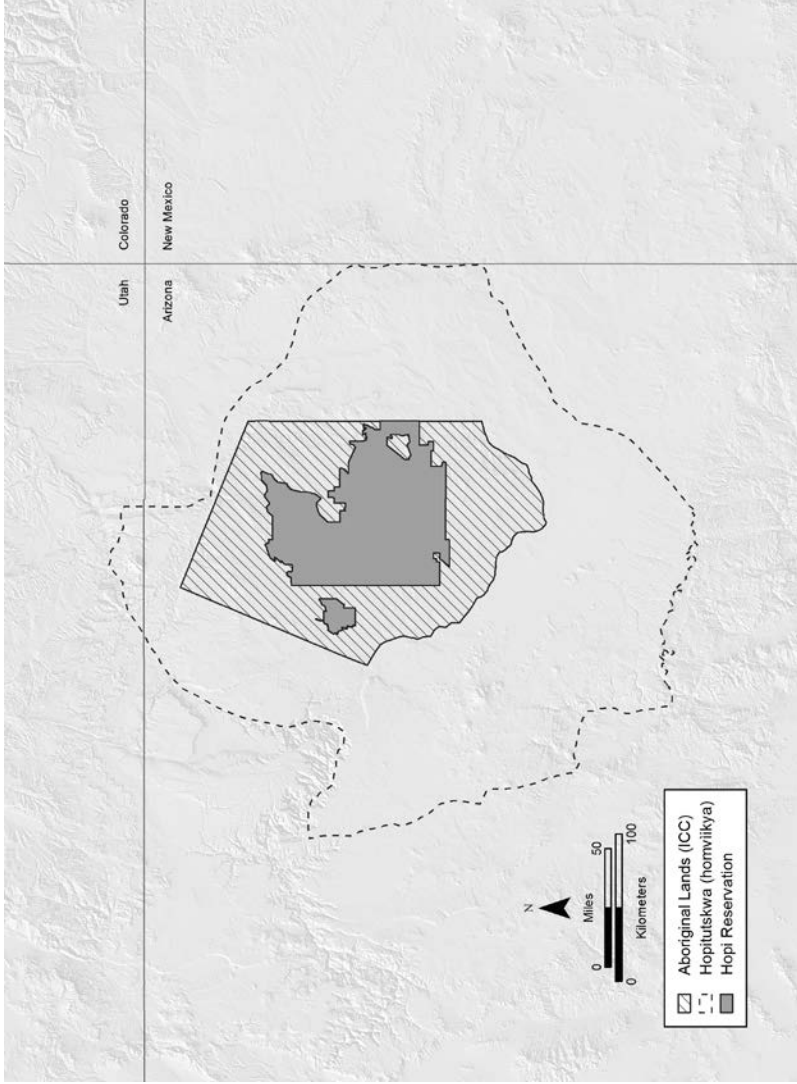 Utah
Colorado
Arizona
New Mexico
N
Miles
0
50
Kilometers
0
100
Aboriginal Lands (ICC)
Hopitutskwa (homviikya)
Hopi Reservation